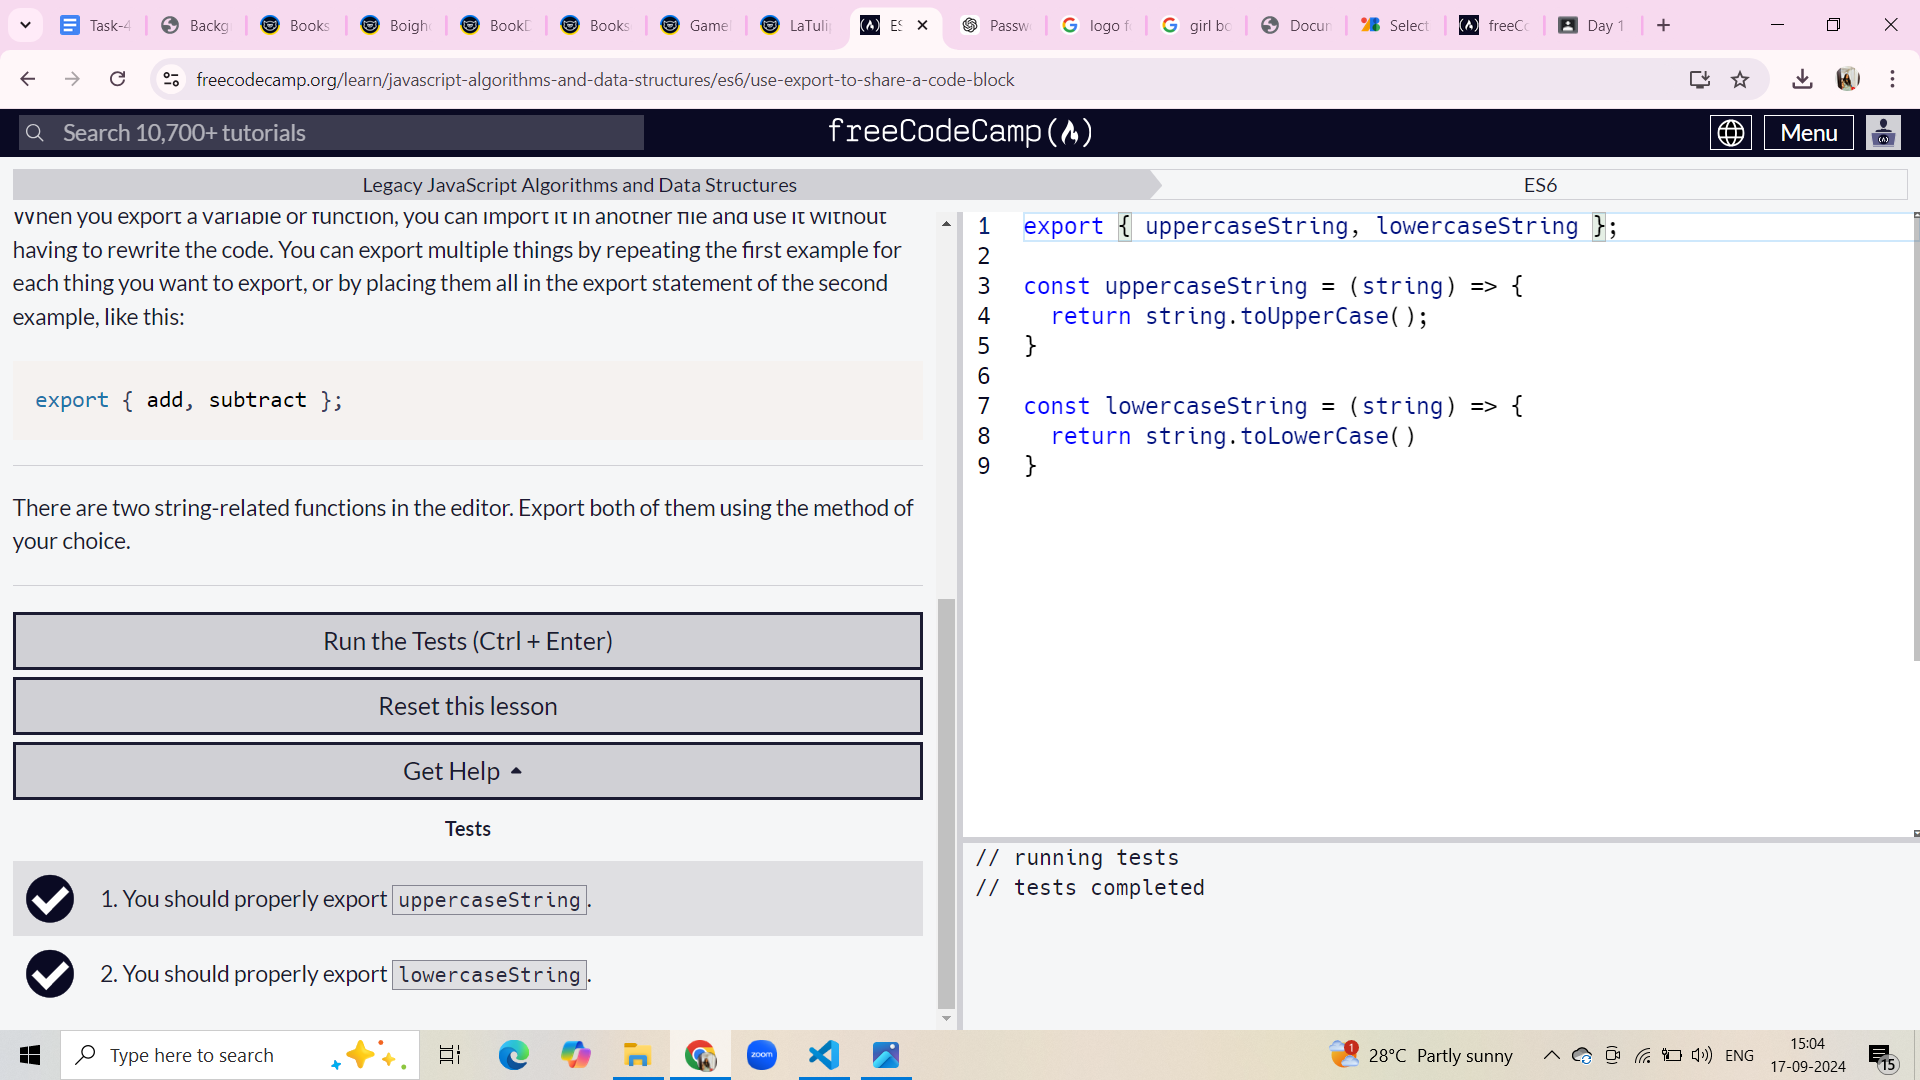 Task-4
Backg
Books
Boigh
BookD
Books
Game
LaTulip
ES
Passw
logo f
girl bo
Docun
Select
freeCo
Day 1
freecodecamp.org/learn/javascript-algorithms-and-data-structures/es6/use-export-to-share-a-code-block
Search 10,700+ tutorials
freeCodeCamp
Menu
Legacy JavaScript Algorithms and Data Structures
ES6
When you export a variable or function, you can import it in another file and use it without
having to rewrite the code. You can export multiple things by repeating the first example for
each thing you want to export, or by placing them all in the export statement of the second
example, like this:
export { add, subtract };
There are two string-related functions in the editor. Export both of them using the method of
your choice.
Run the Tests (Ctrl + Enter)
Reset this lesson
Get Help
Tests
1. You should properly export uppercaseString.
2. You should properly export lowercaseString.
1 export { uppercaseString, lowercaseString };
2
3 const uppercaseString = (string) => {
4 return string.toUpperCase();
5 }
6
7 const lowercaseString = (string) => {
8 return string.toLowerCase()
9 }
// running tests
// tests completed
Type here to search
zoom
1
28°C Partly sunny
ENG
15:04
17-09-2024
15